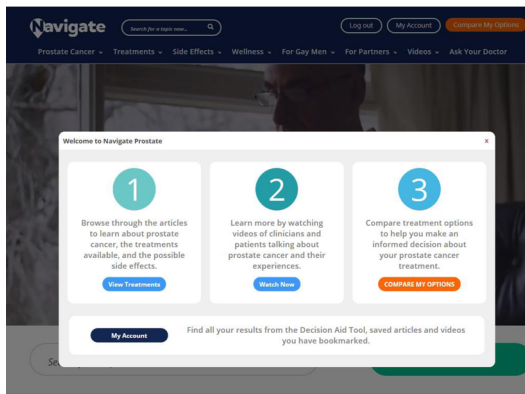 Navigate
Search for a topic now...
Log out
My Account
Compare My Options
Prostate Cancer
Treatments
Side Effects
Wellness
For Gay Men
For Partners
Videos
Ask Your Doctor
Welcome to Navigate Prostate
x
1
Browse through the articles
to learn about prostate
cancer, the treatments
available, and the possible
side effects.
View Treatments
2
Learn more by watching
videos of clinicians and
patients talking about
prostate cancer and their
experiences.
Watch Now
3
Compare treatment options
to help you make an
informed decision about
your prostate cancer
treatment.
COMPARE MY OPTIONS
My Account
Find all your results from the Decision Aid Tool, saved articles and videos
you have bookmarked.